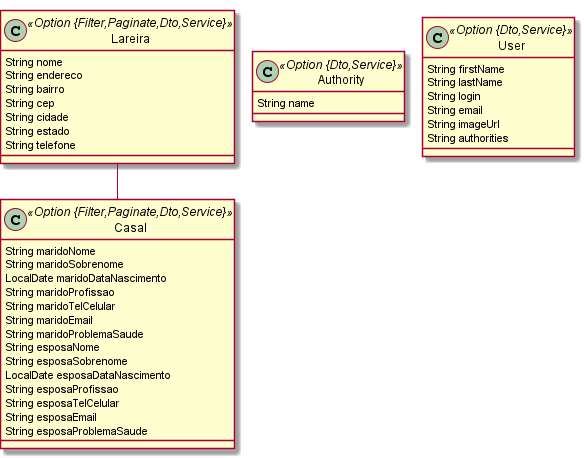 C «Option {Filter,Paginate,Dto,Service}»
Lareira
String nome
String endereco
String bairro
String cep
String cidade
String estado
String telefone
C «Option {Dto,Service}»
Authority
String name
C «Option {Dto,Service}»
User
String firstName
String lastName
String login
String email
String imageUrl
String authorities
C «Option {Filter,Paginate,Dto,Service}»
Casal
String maridoNome
String maridoSobrenome
LocalDate maridoDataNascimento
String maridoProfissao
String maridoTelCelular
String maridoEmail
String maridoProblemaSaude
String esposaNome
String esposaSobrenome
LocalDate esposaDataNascimento
String esposaProfissao
String esposaTelCelular
String esposaEmail
String esposaProblemaSaude